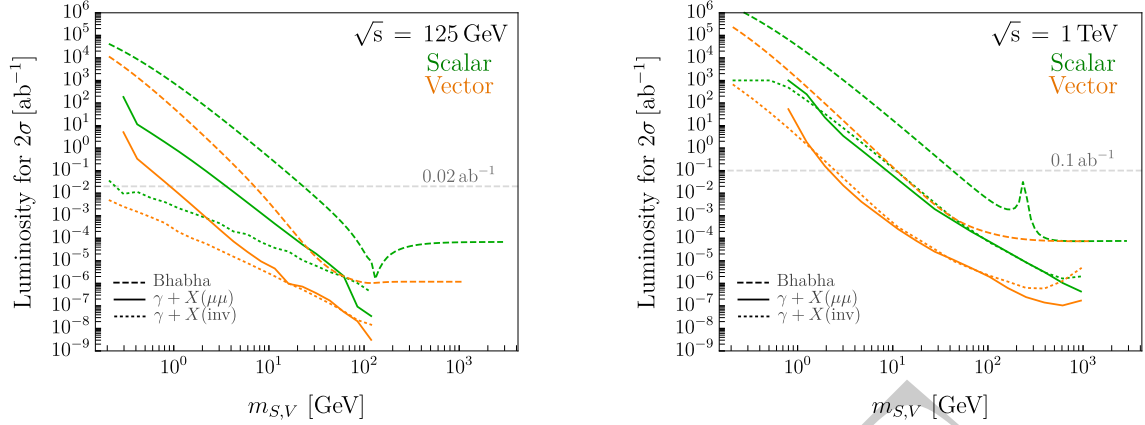 Luminosity for 2σ [ab⁻¹]
10⁶
10⁵
10⁴
10³
10²
10¹
10⁰
10⁻¹
10⁻²
10⁻³
10⁻⁴
10⁻⁵
10⁻⁶
10⁻⁷
10⁻⁸
10⁻⁹
√s = 125 GeV
Scalar
Vector
0.02 ab⁻¹
Bhabha
γ + X(μμ)
γ + X(inv)
10⁰ 10¹ 10² 10³
m_{S,V} [GeV]
Luminosity for 2σ [ab⁻¹]
10⁶
10⁵
10⁴
10³
10²
10¹
10⁰
10⁻¹
10⁻²
10⁻³
10⁻⁴
10⁻⁵
10⁻⁶
10⁻⁷
10⁻⁸
10⁻⁹
√s = 1 TeV
Scalar
Vector
0.1 ab⁻¹
Bhabha
γ + X(μμ)
γ + X(inv)
10⁰ 10¹ 10² 10³
m_{S,V} [GeV]